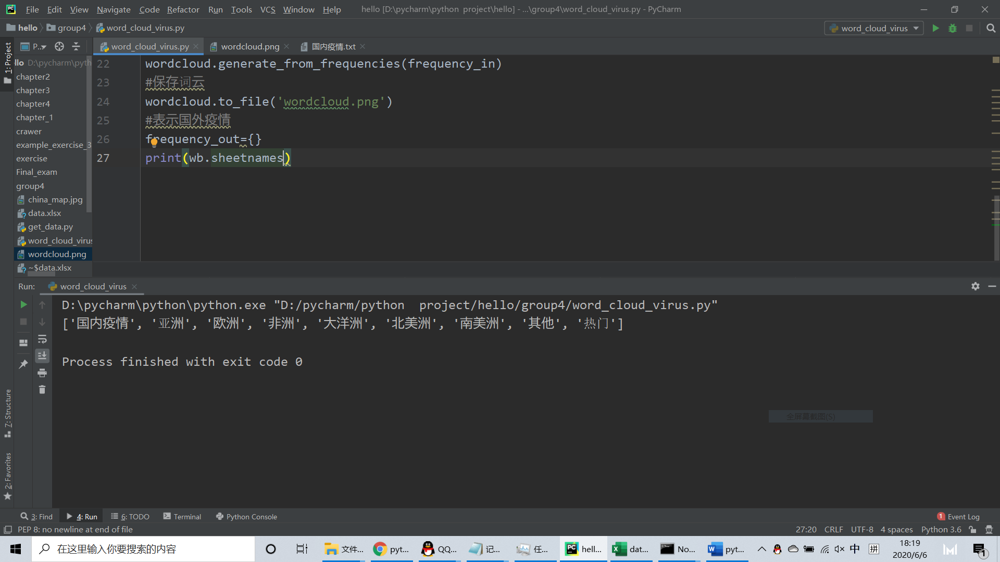 File Edit View Navigate Code Refactor Run Tools VCS Window Help hello [D:\pycharm\python project\hello] - ...\group4\word_cloud_virus.py - PyCharm
hello group4 word_cloud_virus.py word_cloud_virus
P.. word_cloud_virus.py wordcloud.png 国内疫情.txt
1: Project
llo D:\pycharm\pyth
chapter2
chapter3
chapter4
chapter_1
crawer
example_exercise_3
exercise
Final_exam
group4
china_map.jpg
data.xlsx
get_data.py
word_cloud_virus
wordcloud.png
~$data.xlsx
22 wordcloud.generate_from_frequencies(frequency_in)
23 #保存词云
24 wordcloud.to_file('wordcloud.png')
25 #表示国外疫情
26 frequency_out={}
27 print(wb.sheetnames)
Run: word_cloud_virus
D:\pycharm\python\python.exe "D:/pycharm/python  project/hello/group4/word_cloud_virus.py"
['国内疫情', '亚洲', '欧洲', '非洲', '大洋洲', '北美洲', '南美洲', '其他', '热门']
Process finished with exit code 0
全屏幕截图(S)
7: Structure
2: Favorites
3: Find 4: Run 6: TODO Terminal Python Console 1 Event Log
PEP 8: no newline at end of file 27:20 CRLF UTF-8 4 spaces Python 3.6
在这里输入你要搜索的内容 文件... pyt... QQ... 记... 任... hell... dat... No... pyt... 中 拼 18:19
2020/6/6 1